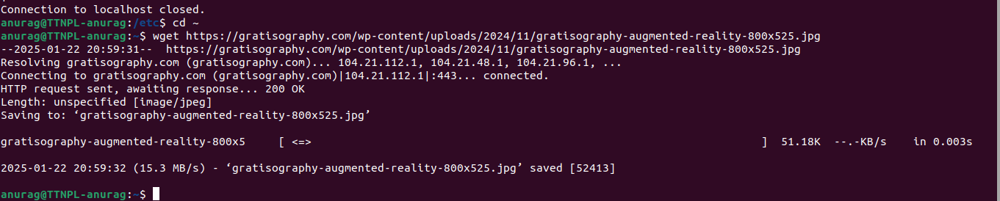 Connection to localhost closed.
anurag@TTNPL-anurag:/etc$ cd ~
anurag@TTNPL-anurag:~$ wget https://gratisography.com/wp-content/uploads/2024/11/gratisography-augmented-reality-800x525.jpg
--2025-01-22 20:59:31--  https://gratisography.com/wp-content/uploads/2024/11/gratisography-augmented-reality-800x525.jpg
Resolving gratisography.com (gratisography.com)... 104.21.112.1, 104.21.48.1, 104.21.96.1, ...
Connecting to gratisography.com (gratisography.com)|104.21.112.1|:443... connected.
HTTP request sent, awaiting response... 200 OK
Length: unspecified [image/jpeg]
Saving to: ‘gratisography-augmented-reality-800x525.jpg’
gratisography-augmented-reality-800x5     [ <=>                                                                    ]  51.18K  --.-KB/s    in 0.003s
2025-01-22 20:59:32 (15.3 MB/s) - ‘gratisography-augmented-reality-800x525.jpg’ saved [52413]
anurag@TTNPL-anurag:~$